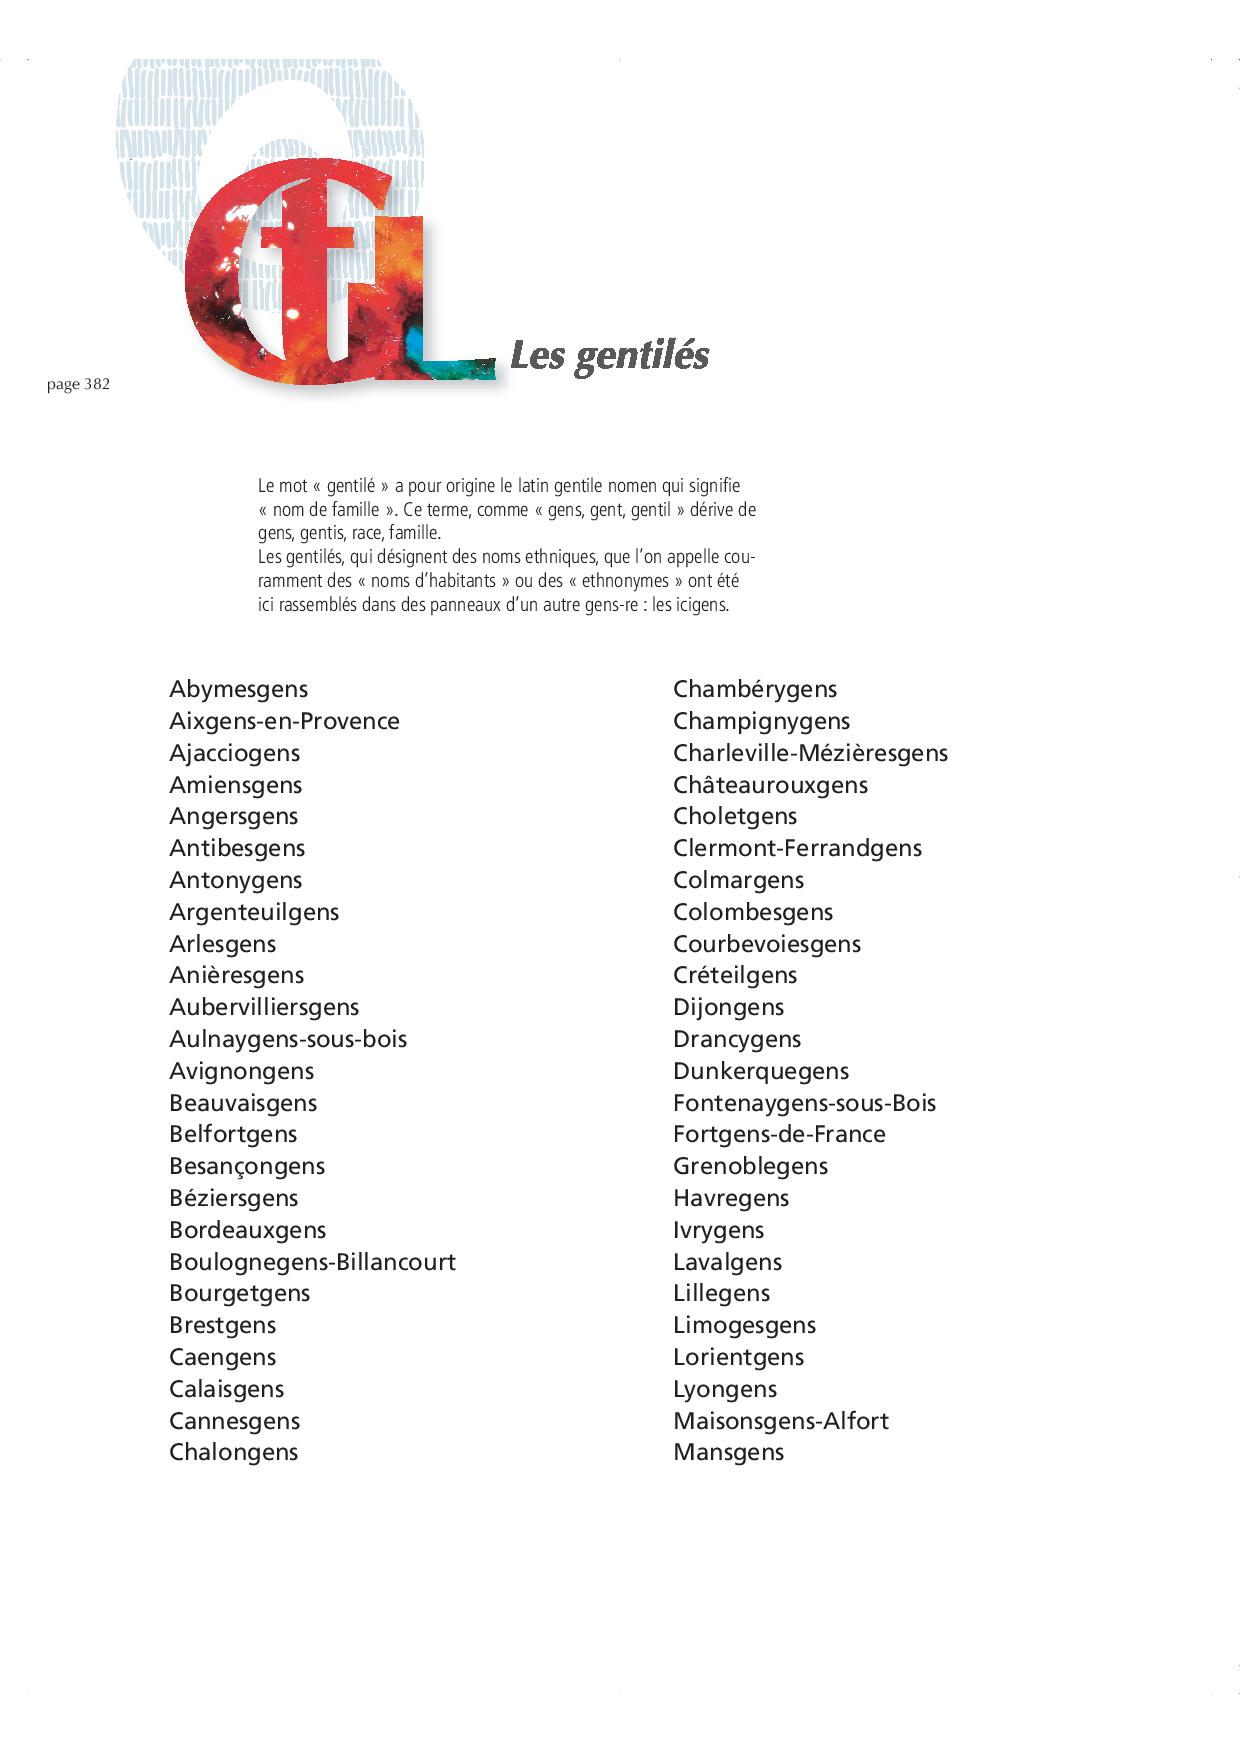 Les gentilés
page 382
Le mot « gentilé » a pour origine le latin gentile nomen qui signifie
« nom de famille ». Ce terme, comme « gens, gent, gentil » dérive de
gens, gentis, race, famille.
Les gentilés, qui désignent des noms ethniques, que l’on appelle cou-
ramment des « noms d’habitants » ou des « ethnonymes » ont été
ici rassemblés dans des panneaux d’un autre gens-re : les icigens.
Abymesgens
Aixgens-en-Provence
Ajacciogens
Amiensgens
Angersgens
Antibesgens
Antonygens
Argenteuilgens
Arlesgens
Anièresgens
Aubervilliersgens
Aulnaygens-sous-bois
Avignongens
Beauvaisgens
Belfortgens
Besançongens
Béziersgens
Bordeauxgens
Boulognegens-Billancourt
Bourgetgens
Brestgens
Caengens
Calaisgens
Cannesgens
Chalongens
Chambérygens
Champignygens
Charleville-Mézièresgens
Châteaurouxgens
Choletgens
Clermont-Ferrandgens
Colmargens
Colombesgens
Courbevoiesgens
Créteilgens
Dijongens
Drancygens
Dunkerquegens
Fontenaygens-sous-Bois
Fortgens-de-France
Grenoblegens
Havregens
Ivrygens
Lavalgens
Lillegens
Limogesgens
Lorientgens
Lyongens
Maisonsgens-Alfort
Mansgens